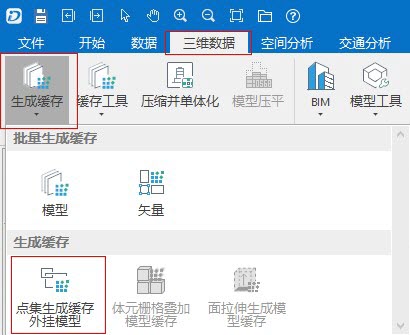 文件 开始 数据 三维数据 空间分析 交通分析
生成缓存 缓存工具 压缩并单体化 模型压平 BIM 模型工具
批量生成缓存
模型 矢量
生成缓存
点集生成缓存 体元栅格叠加 面拉伸生成模
外挂模型 模型缓存 型缓存